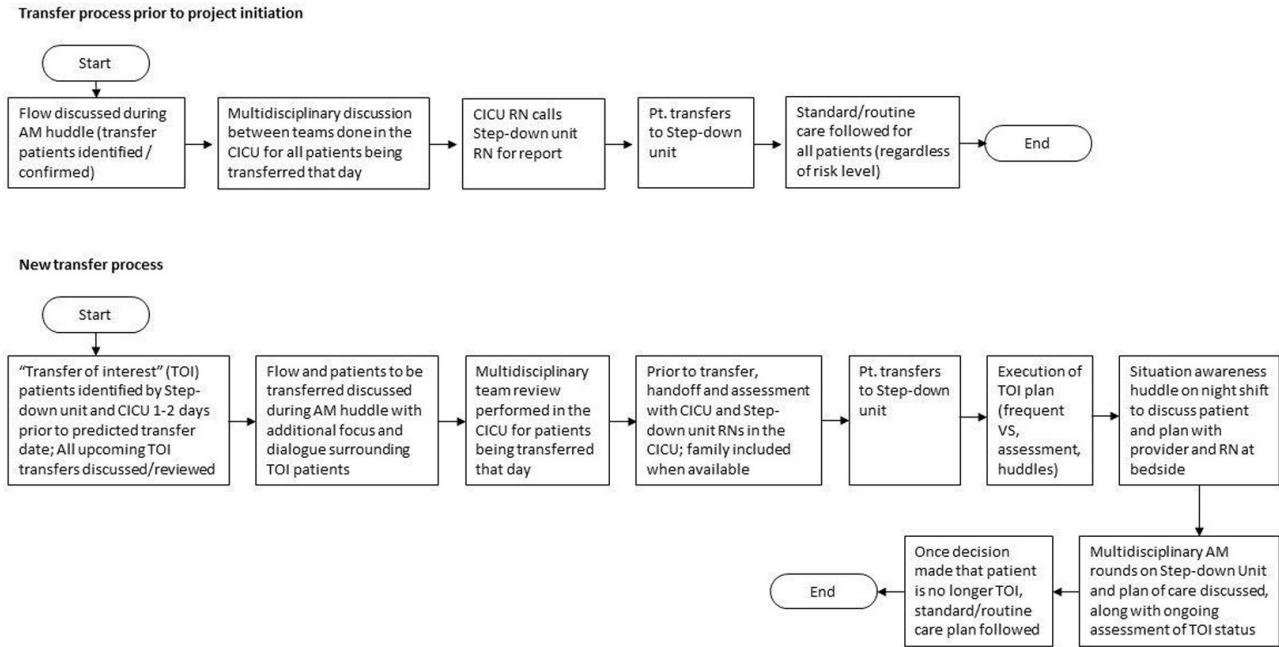 Transfer process prior to project initiation
Start
Flow discussed during
AM huddle (transfer
patients identified /
confirmed)
Multidisciplinary discussion
between teams done in the
CICU for all patients being
transferred that day
CICU RN calls
Step-down unit
RN for report
Pt. transfers
to Step-down
unit
Standard/routine
care followed for
all patients (regardless
of risk level)
End
New transfer process
Start
“Transfer of interest” (TOI)
patients identified by Step-
down unit and CICU 1-2 days
prior to predicted transfer
date; All upcoming TOI
transfers discussed/reviewed
Flow and patients to be
transferred discussed
during AM huddle with
additional focus and
dialogue surrounding
TOI patients
Multidisciplinary
team review
performed in the
CICU for patients
being transferred
that day
Prior to transfer,
handoff and assessment
with CICU and Step-
down unit RNs in the
CICU; family included
when available
Pt. transfers
to Step-down
unit
Execution of
TOI plan
(frequent
VS,
assessment,
huddles)
Situation awareness
huddle on night shift
to discuss patient
and plan with
provider and RN at
bedside
Multidisciplinary AM
rounds on Step-down Unit
and plan of care discussed,
along with ongoing
assessment of TOI status
Once decision
made that patient
is no longer TOI,
standard/routine
care plan followed
End